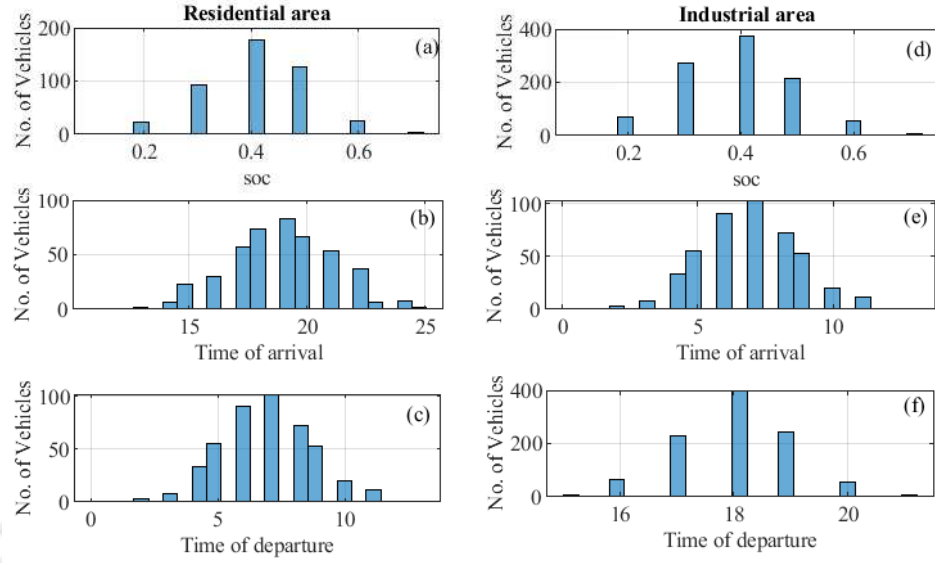 Residential area
Industrial area
No. of Vehicles
200
100
0
(a)
0.2 0.4 0.6
soc
No. of Vehicles
400
200
0
(d)
0.2 0.4 0.6
soc
No. of Vehicles
100
50
0
(b)
15 20 25
Time of arrival
No. of Vehicles
100
50
0
(e)
0 5 10
Time of arrival
No. of Vehicles
100
50
0
(c)
0 5 10
Time of departure
No. of Vehicles
400
200
0
(f)
16 18 20
Time of departure